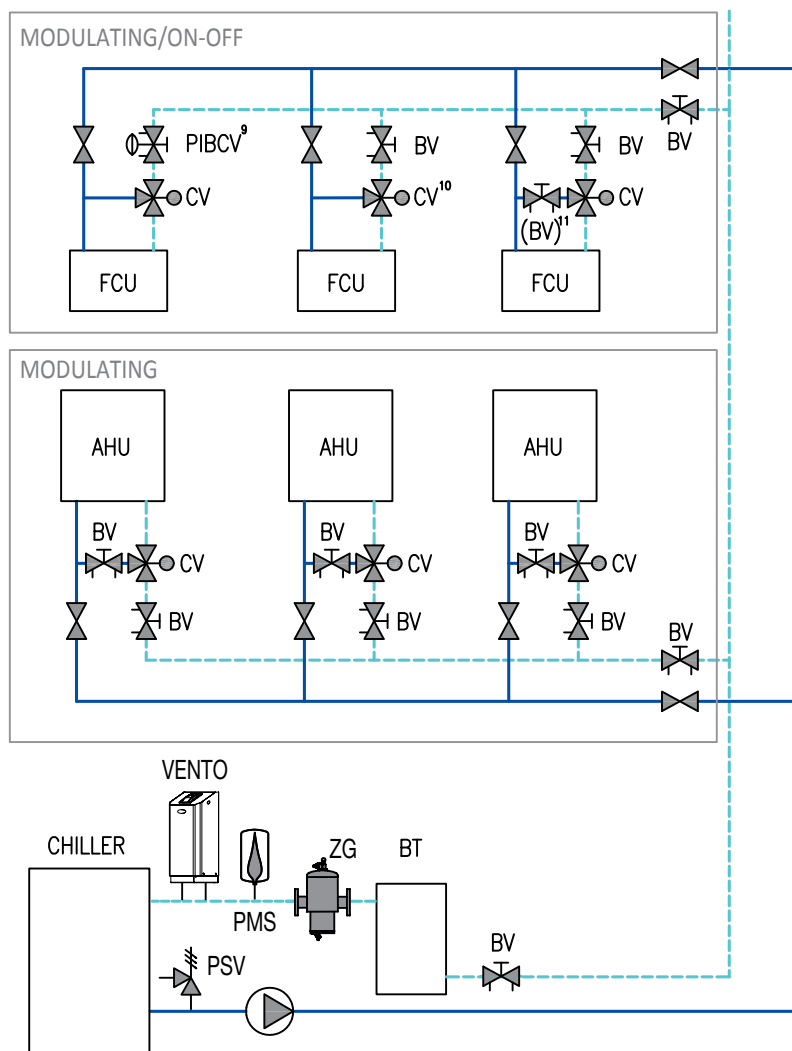 MODULATING/ON-OFF
PIBCV⁹
BV
BV
BV
CV
CV¹⁰
CV
(BV)¹¹
FCU
FCU
FCU
MODULATING
AHU
AHU
AHU
BV
BV
BV
CV
CV
CV
BV
BV
BV
BV
VENTO
CHILLER
ZG
BT
PMS
BV
PSV